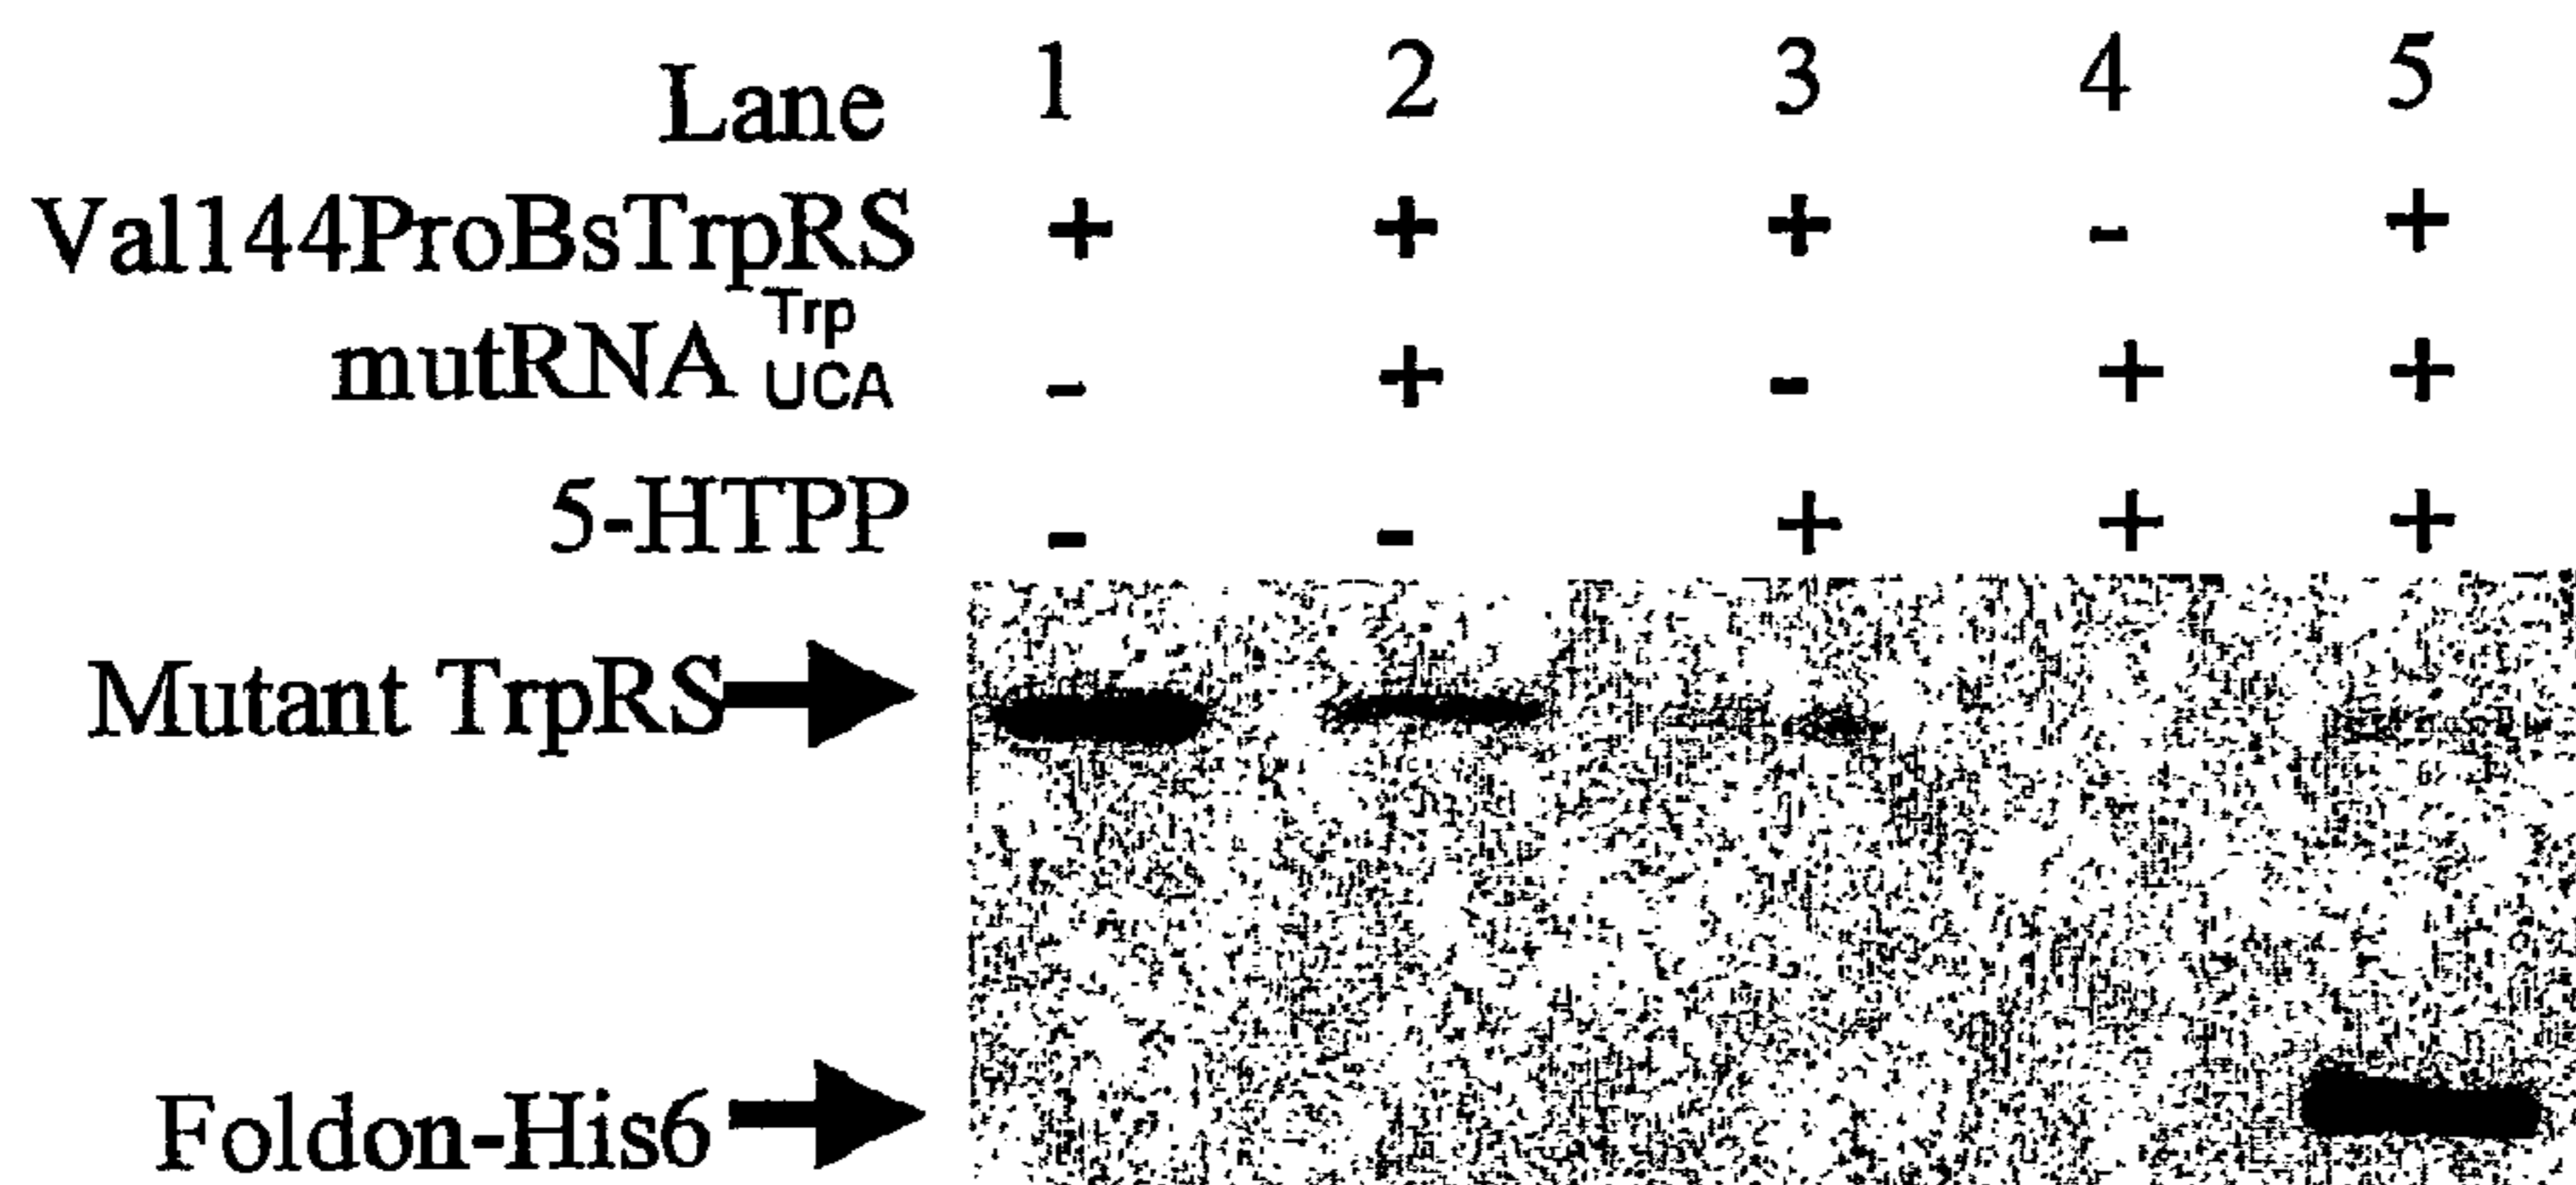 Lane 1 2 3 4 5
Val144ProBsTrpRS + + + - +
mutRNA Trp UCA - + - + +
5-HTPP - - + + +
Mutant TrpRS
Foldon-His6